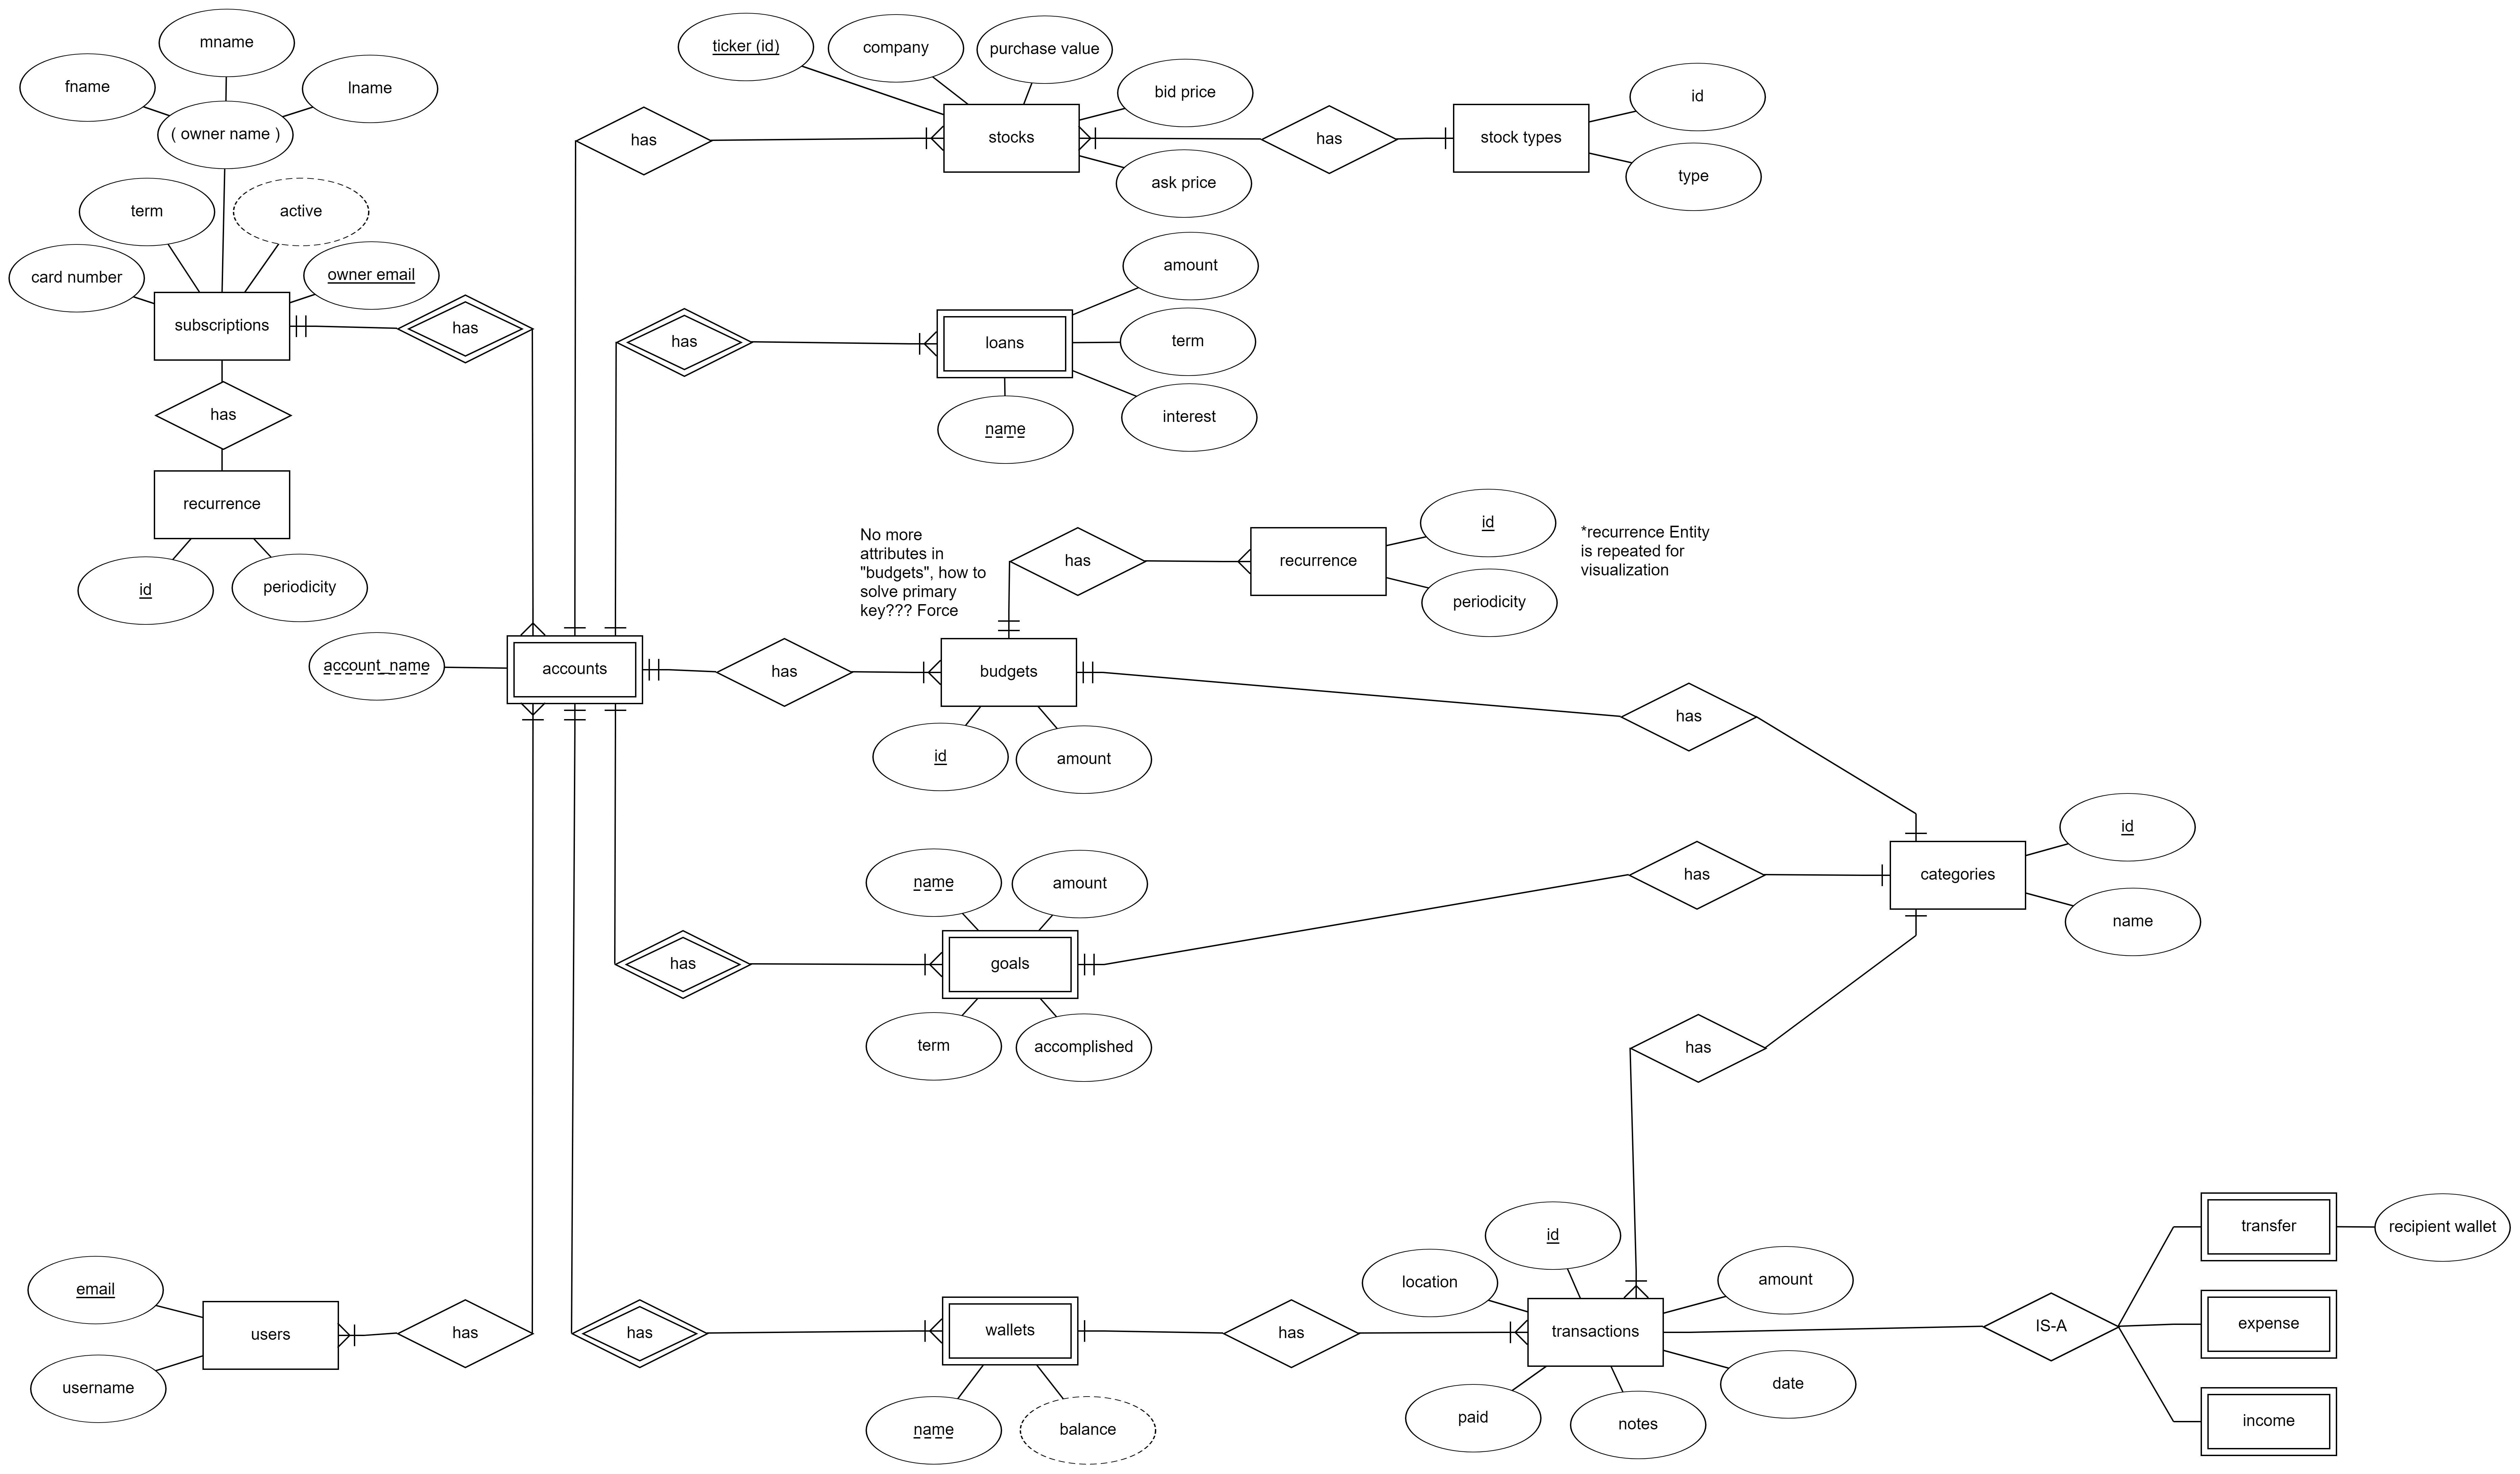 mname
fname
lname
( owner name )
term
active
card number
owner email
subscriptions
has
has
recurrence
id
periodicity
ticker (id)
company
purchase value
bid price
has
stocks
has
stock types
id
type
ask price
amount
has
loans
term
interest
name
No more
attributes in
"budgets", how to
solve primary
key??? Force
has
recurrence
id
periodicity
*recurrence Entity
is repeated for
visualization
account_name
accounts
has
budgets
id
amount
has
categories
id
name
has
has
name
amount
has
goals
term
accomplished
email
users
username
has
has
wallets
name
balance
has
location
id
amount
transactions
paid
notes
date
IS-A
transfer
recipient wallet
expense
income